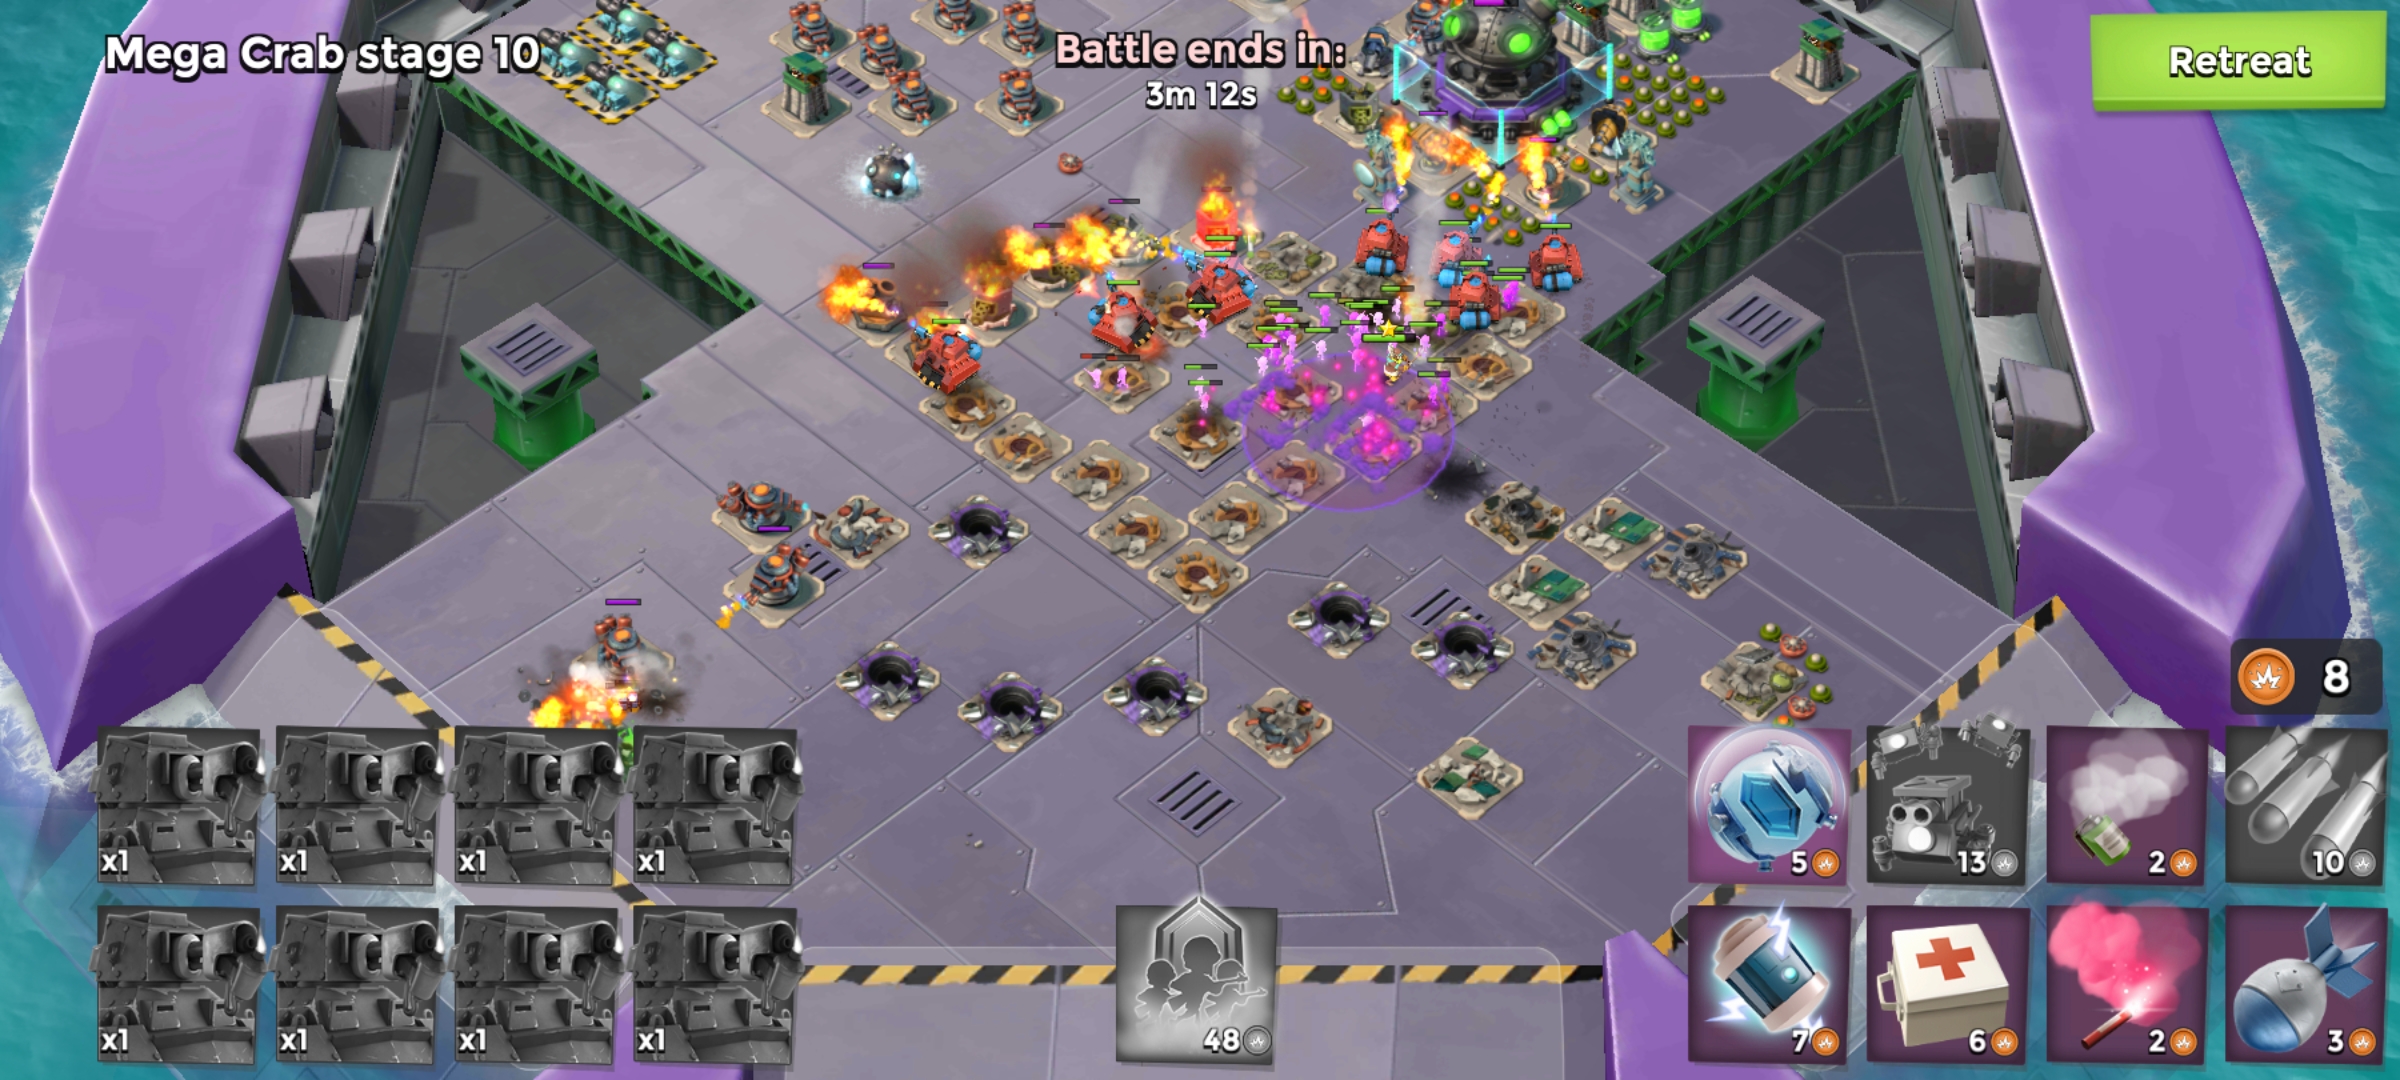 Mega Crab stage 10
Battle ends in:
3m 12s
Retreat
8
x1
x1
x1
x1
5
13
2
10
x1
x1
x1
x1
48
7
6
2
3